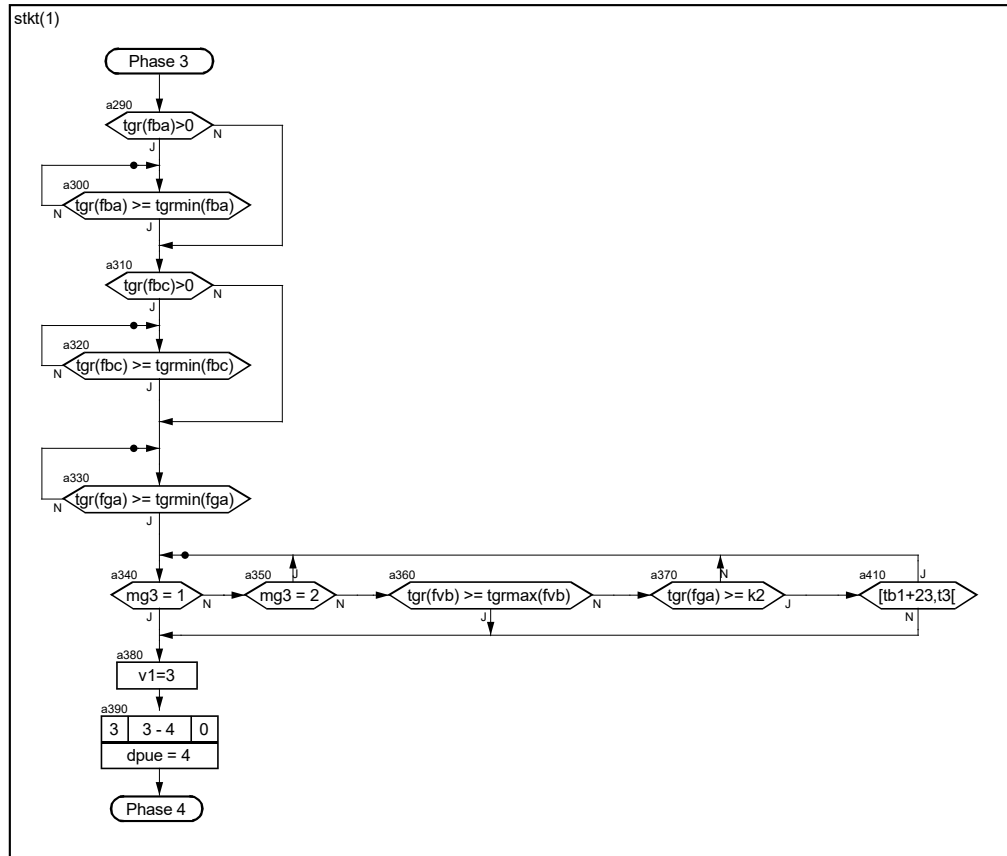 stkt(1)
Phase 3
a290
tgr(fba)>0
N
J
a300
tgr(fba) >= tgrmin(fba)
N
J
a310
tgr(fbc)>0
N
J
a320
tgr(fbc) >= tgrmin(fbc)
N
J
a330
tgr(fga) >= tgrmin(fga)
N
J
a340
mg3 = 1
N
J
a350
mg3 = 2
J
N
a360
tgr(fvb) >= tgrmax(fvb)
N
J
a370
tgr(fga) >= k2
N
J
a410
[tb1+23,t3[
J
N
a380
v1=3
a390
3 3 - 4 0
dpue = 4
Phase 4